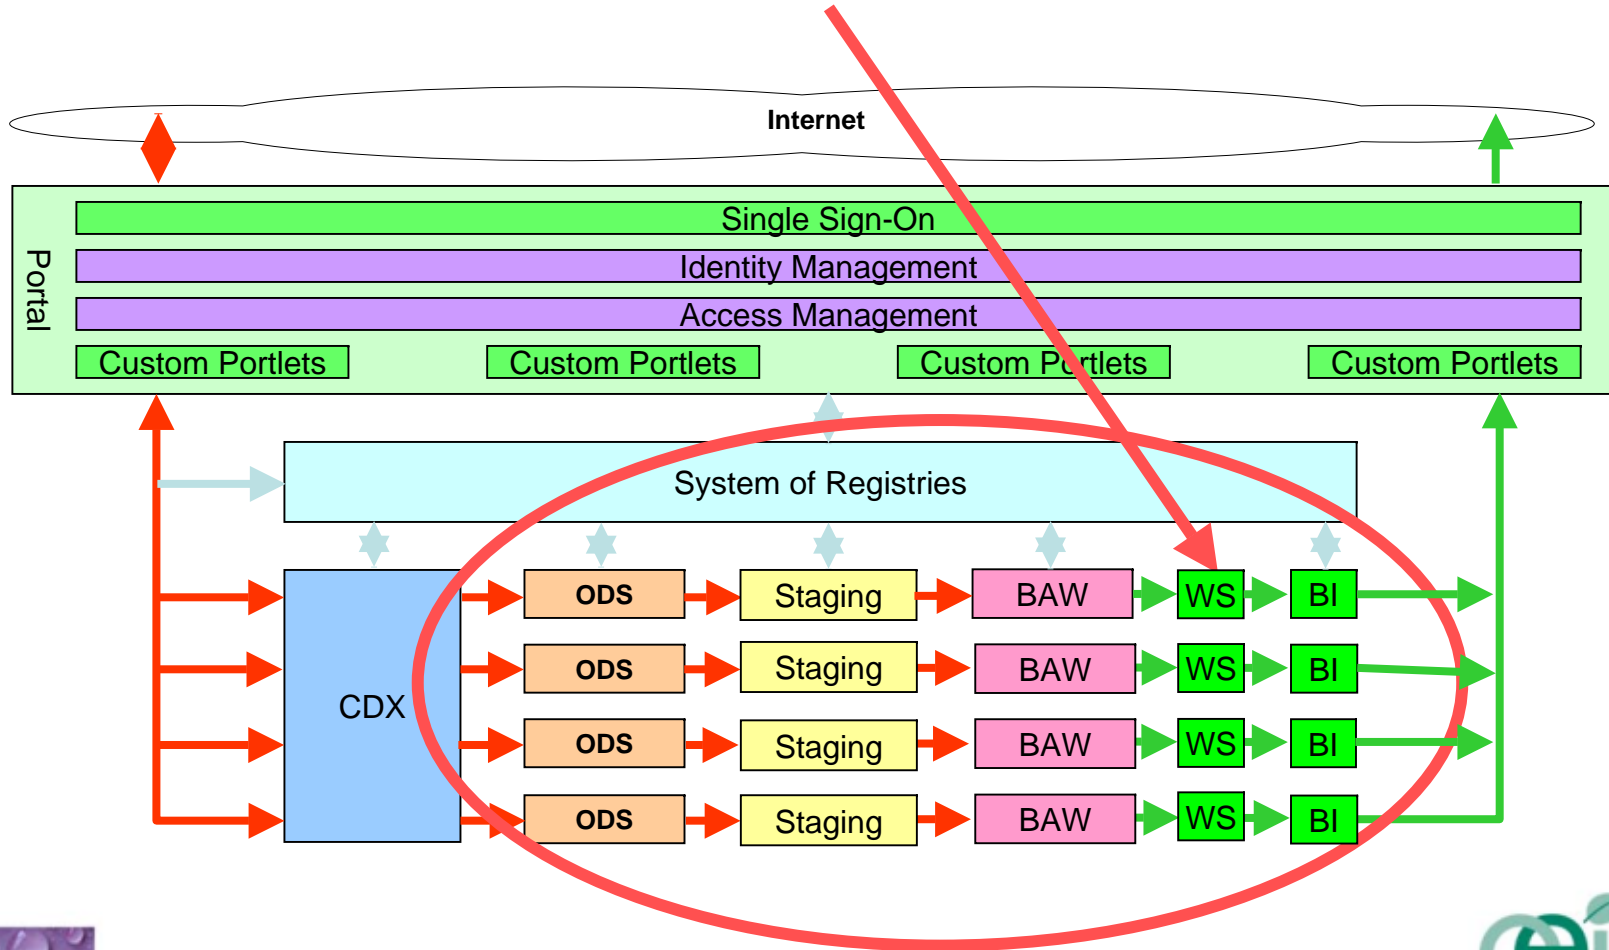 Internet
Portal
Single Sign-On
Identity Management
Access Management
Custom Portlets Custom Portlets Custom Portlets Custom Portlets
System of Registries
CDX
ODS Staging BAW WS BI
ODS Staging BAW WS BI
ODS Staging BAW WS BI
ODS Staging BAW WS BI